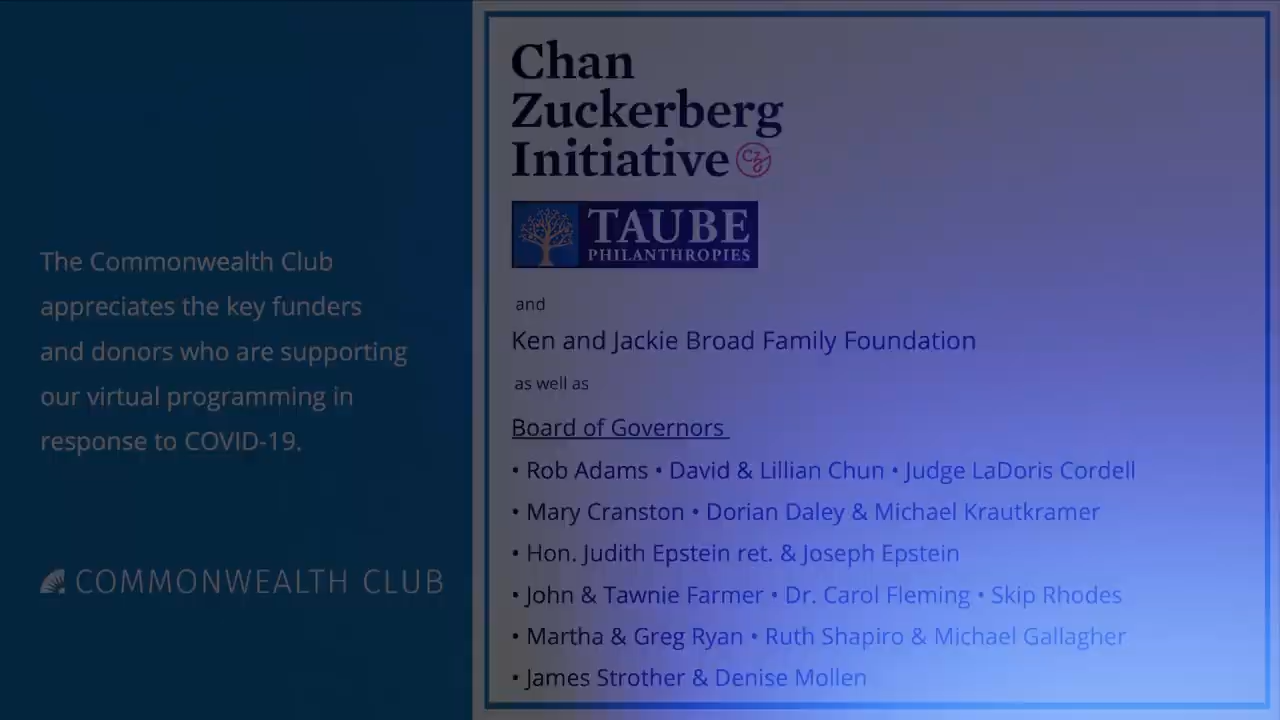 The Commonwealth Club
appreciates the key funders
and donors who are supporting
our virtual programming in
response to COVID-19.
COMMONWEALTH CLUB
Chan
Zuckerberg
Initiative
cz
TAUBE
PHILANTHROPIES
and
Ken and Jackie Broad Family Foundation
as well as
Board of Governors
• Rob Adams • David & Lillian Chun • Judge LaDoris Cordell
• Mary Cranston • Dorian Daley & Michael Krautkramer
• Hon. Judith Epstein ret. & Joseph Epstein
• John & Tawnie Farmer • Dr. Carol Fleming • Skip Rhodes
• Martha & Greg Ryan • Ruth Shapiro & Michael Gallagher
• James Strother & Denise Mollen